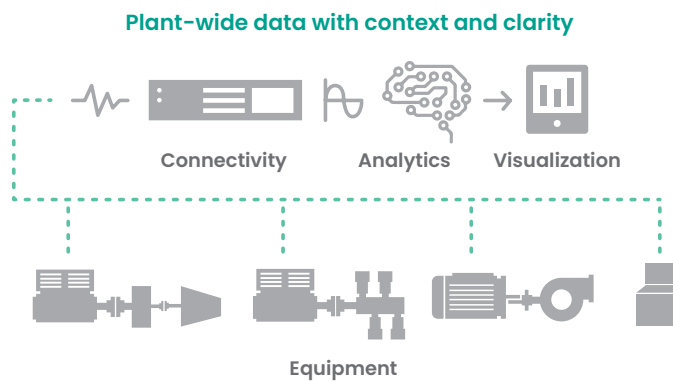 Plant-wide data with context and clarity
Connectivity Analytics Visualization
Equipment